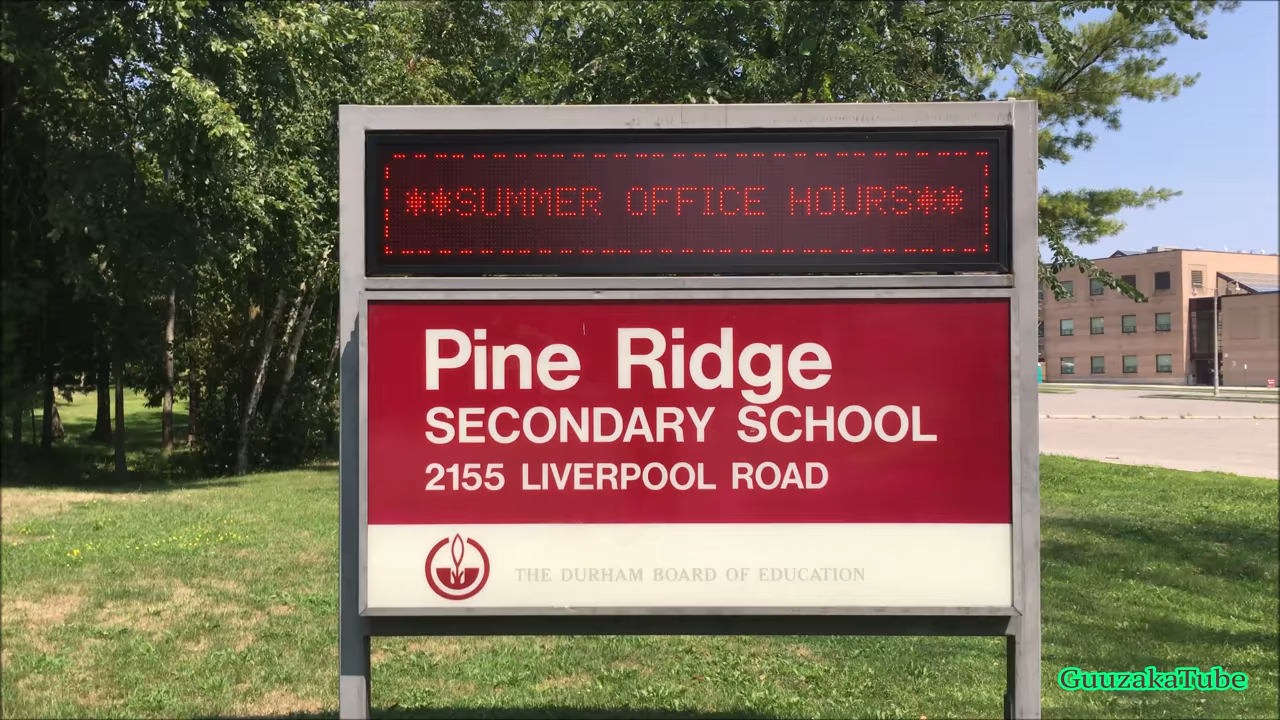 **SUMMER OFFICE HOURS**
Pine Ridge
SECONDARY SCHOOL
2155 LIVERPOOL ROAD
THE DURHAM BOARD OF EDUCATION
GuuzakaTube